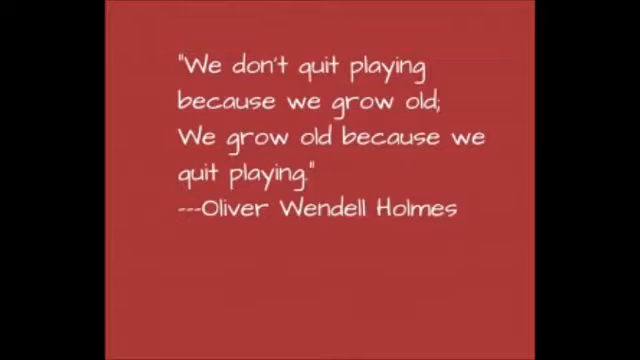 "We don't quit playing
because we grow old;
We grow old because we
quit playing."
---Oliver Wendell Holmes